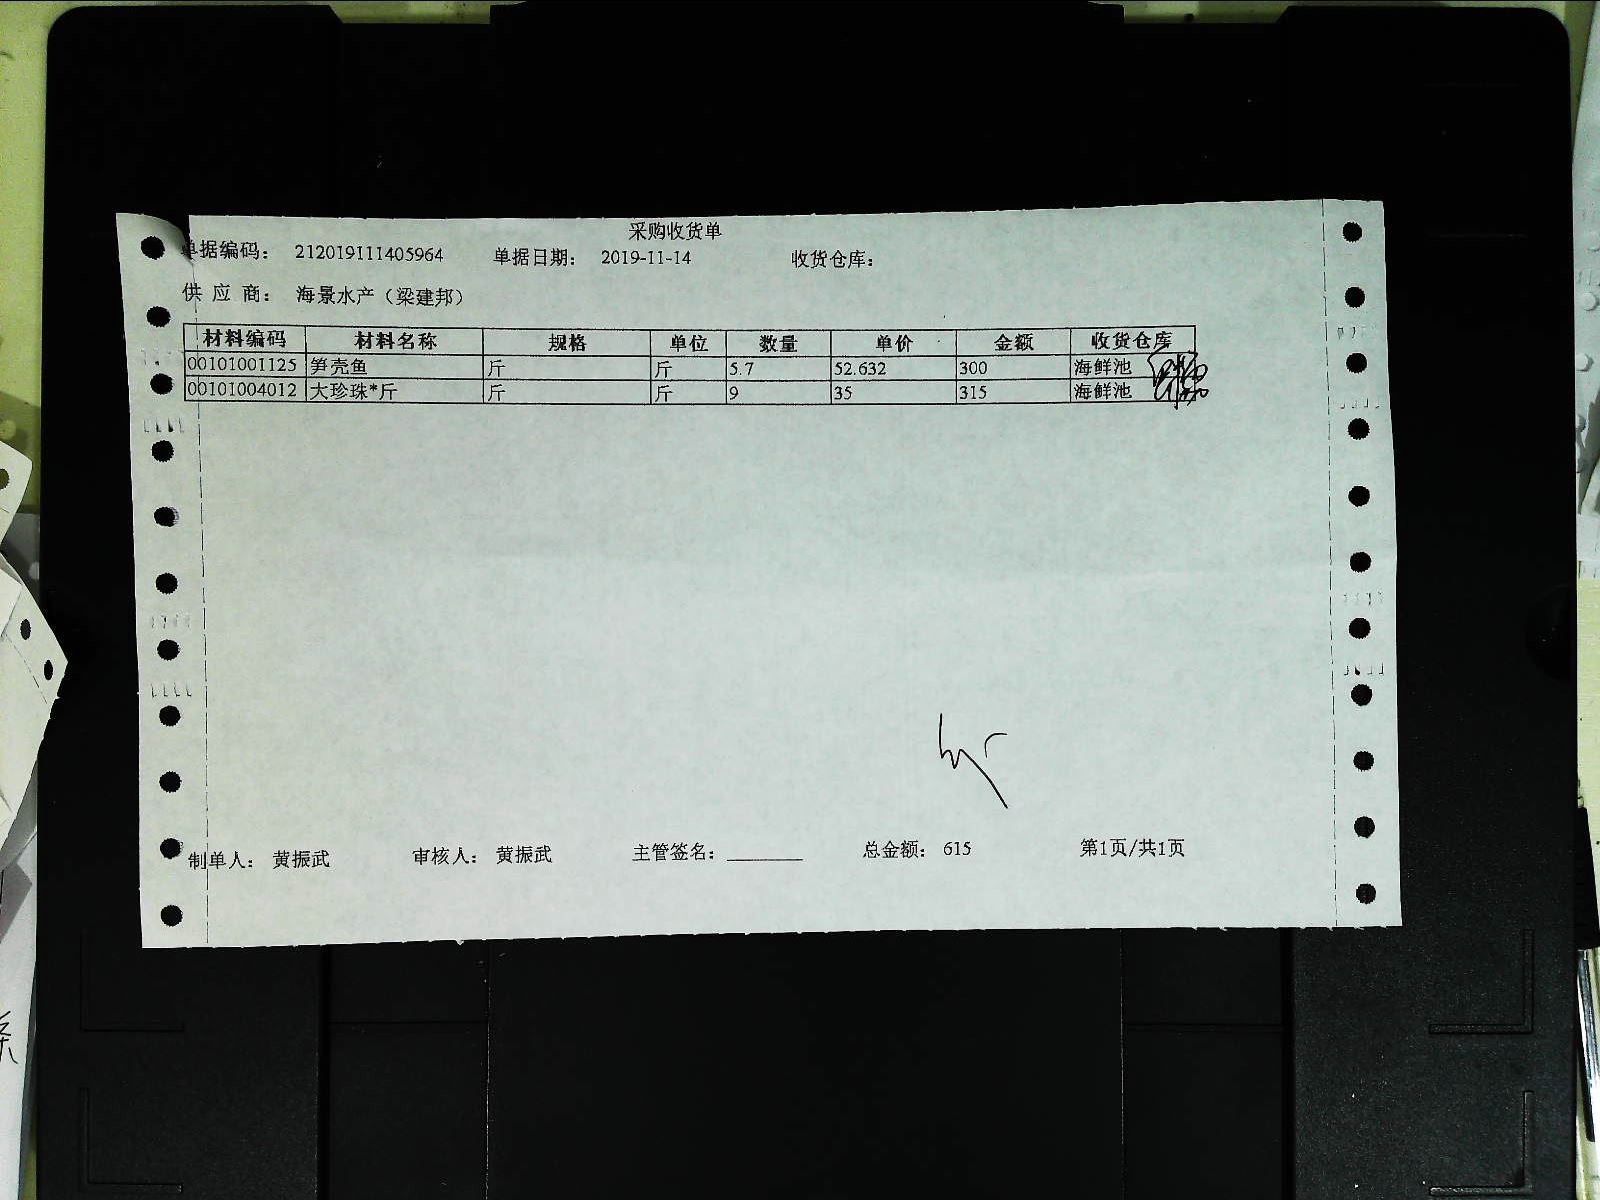 采购收货单
单据编码： 212019111405964 单据日期： 2019-11-14 收货仓库：
供 应 商： 海景水产（梁建邦）
材料编码 材料名称 规格 单位 数量 单价 金额 收货仓库
00101001125 笋壳鱼 斤 斤 5.7 52.632 300 海鲜池
00101004012 大珍珠*斤 斤 斤 9 35 315 海鲜池
制单人： 黄振武 审核人： 黄振武 主管签名： 总金额： 615 第1页/共1页